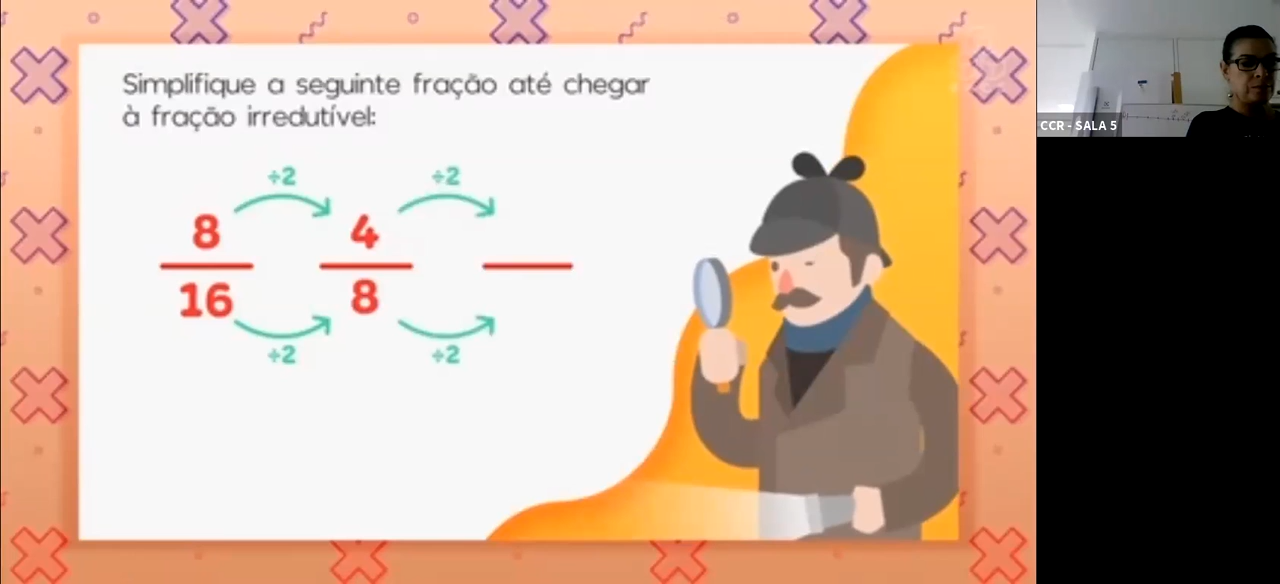 Simplifique a seguinte fração até chegar
à fração irredutível:
÷2 ÷2
8 4
16 8
÷2 ÷2
CCR - SALA 5